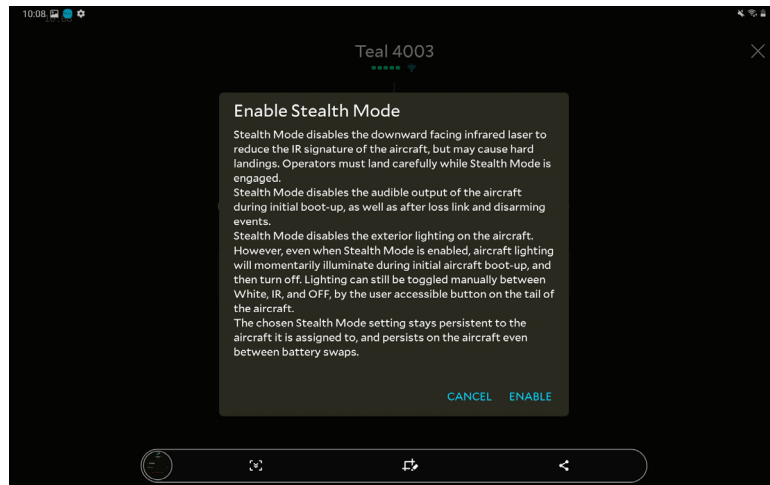 10:08
Teal 4003
Enable Stealth Mode
Stealth Mode disables the downward facing infrared laser to
reduce the IR signature of the aircraft, but may cause hard
landings. Operators must land carefully while Stealth Mode is
engaged.
Stealth Mode disables the audible output of the aircraft
during initial boot-up, as well as after loss link and disarming
events.
Stealth Mode disables the exterior lighting on the aircraft.
However, even when Stealth Mode is enabled, aircraft lighting
will momentarily illuminate during initial aircraft boot-up, and
then turn off. Lighting can still be toggled manually between
White, IR, and OFF, by the user accessible button on the tail of
the aircraft.
The chosen Stealth Mode setting stays persistent to the
aircraft it is assigned to, and persists on the aircraft even
between battery swaps.
CANCEL ENABLE